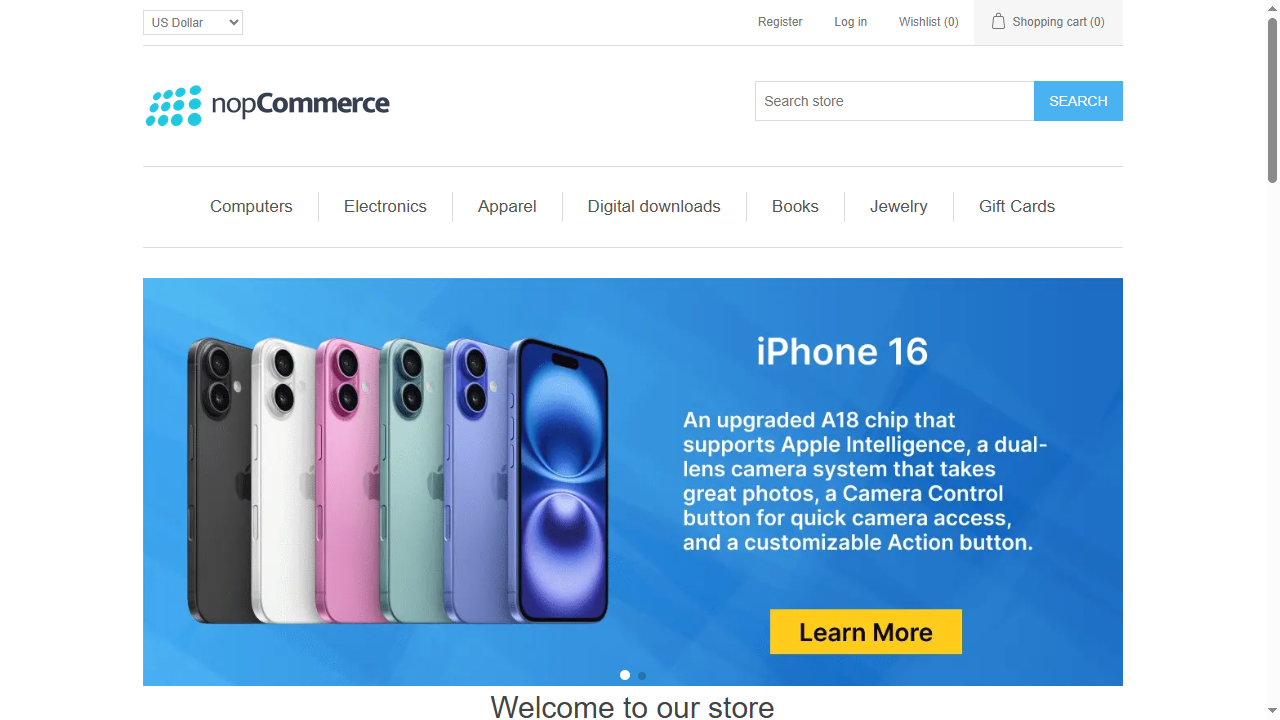 US Dollar
Register
Log in
Wishlist (0)
Shopping cart (0)
nopCommerce
Search store
SEARCH
Computers
Electronics
Apparel
Digital downloads
Books
Jewelry
Gift Cards
iPhone 16
An upgraded A18 chip that
supports Apple Intelligence, a dual-
lens camera system that takes
great photos, a Camera Control
button for quick camera access,
and a customizable Action button.
Learn More
Welcome to our store